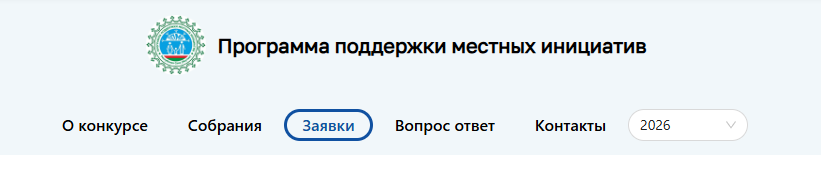 Программа поддержки местных инициатив
О конкурсе Собрания Заявки Вопрос ответ Контакты 2026